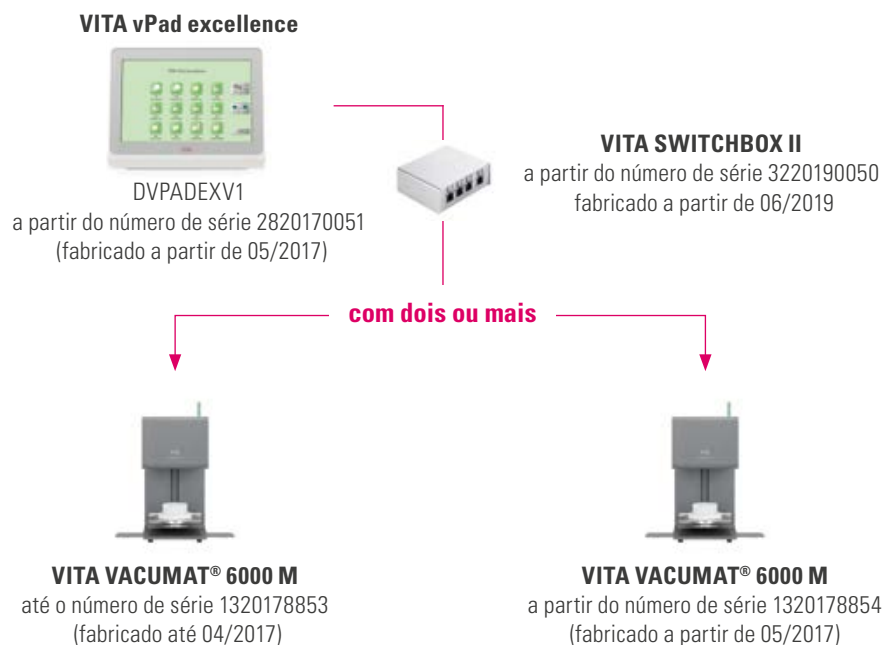 VITA vPad excellence
DVPADEXV1
a partir do número de série 2820170051
(fabricado a partir de 05/2017)
VITA SWITCHBOX II
a partir do número de série 3220190050
fabricado a partir de 06/2019
com dois ou mais
VITA VACUMAT® 6000 M
até o número de série 1320178853
(fabricado até 04/2017)
VITA VACUMAT® 6000 M
a partir do número de série 1320178854
(fabricado a partir de 05/2017)